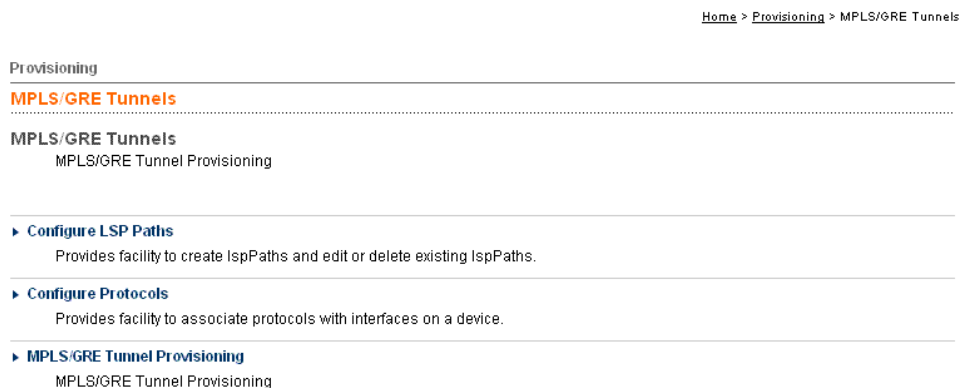 Home > Provisioning > MPLS/GRE Tunnels
Provisioning
MPLS/GRE Tunnels
MPLS/GRE Tunnels
MPLS/GRE Tunnel Provisioning
Configure LSP Paths
Provides facility to create lspPaths and edit or delete existing lspPaths.
Configure Protocols
Provides facility to associate protocols with interfaces on a device.
MPLS/GRE Tunnel Provisioning
MPLS/GRE Tunnel Provisioning